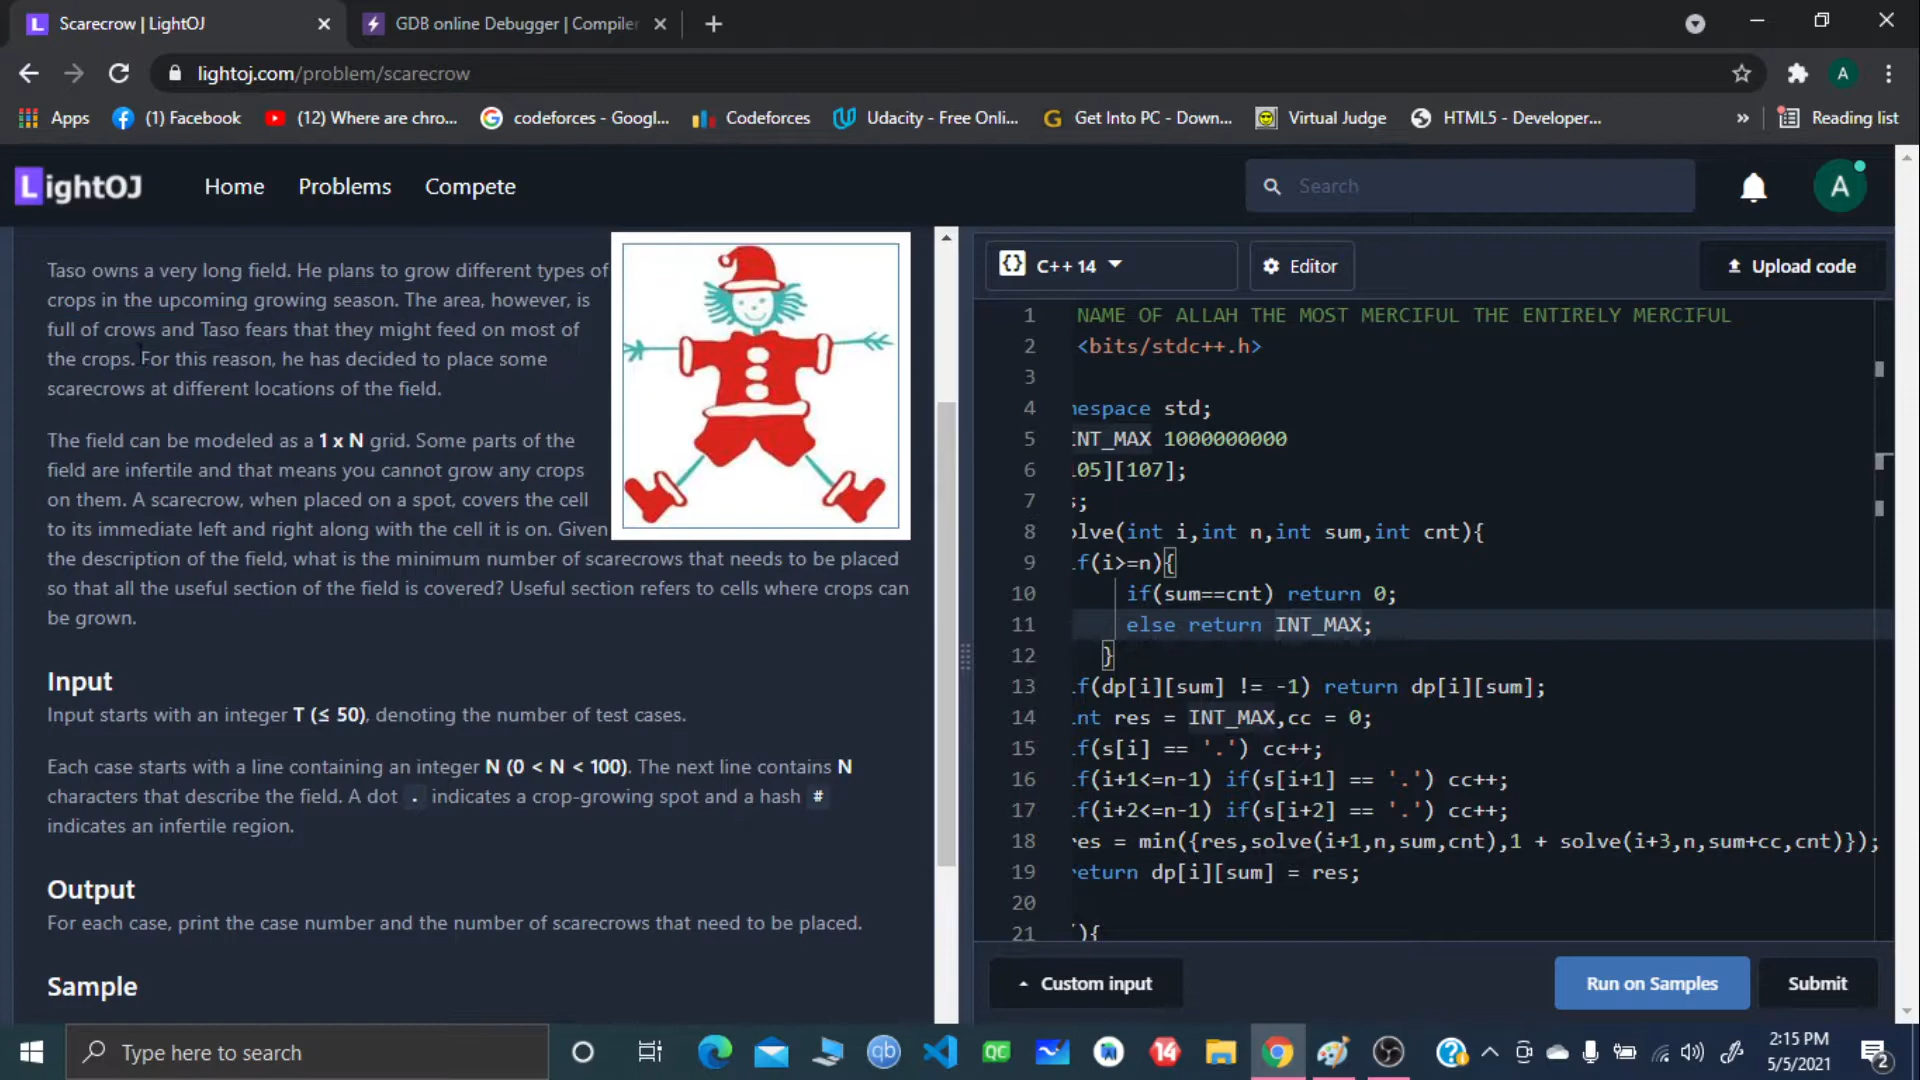 Scarecrow | LightOJ
GDB online Debugger | Compiler
lightoj.com/problem/scarecrow
A
Apps
(1) Facebook
(12) Where are chro...
codeforces - Googl...
Codeforces
Udacity - Free Onli...
Get Into PC - Down...
Virtual Judge
HTML5 - Developer...
»
Reading list
LightOJ
Home
Problems
Compete
Search
A
Taso owns a very long field. He plans to grow different types of
crops in the upcoming growing season. The area, however, is
full of crows and Taso fears that they might feed on most of
the crops. For this reason, he has decided to place some
scarecrows at different locations of the field.
The field can be modeled as a 1 x N grid. Some parts of the
field are infertile and that means you cannot grow any crops
on them. A scarecrow, when placed on a spot, covers the cell
to its immediate left and right along with the cell it is on. Given
the description of the field, what is the minimum number of scarecrows that needs to be placed
so that all the useful section of the field is covered? Useful section refers to cells where crops can
be grown.
Input
Input starts with an integer T (≤ 50), denoting the number of test cases.
Each case starts with a line containing an integer N (0 < N < 100). The next line contains N
characters that describe the field. A dot . indicates a crop-growing spot and a hash #
indicates an infertile region.
Output
For each case, print the case number and the number of scarecrows that need to be placed.
Sample
{} C++ 14
Editor
Upload code
1 NAME OF ALLAH THE MOST MERCIFUL THE ENTIRELY MERCIFUL
2 <bits/stdc++.h>
3
4 mespace std;
5 INT_MAX 1000000000
6 105][107];
7 s;
8 olve(int i,int n,int sum,int cnt){
9 if(i>=n){
10 if(sum==cnt) return 0;
11 else return INT_MAX;
12 }
13 if(dp[i][sum] != -1) return dp[i][sum];
14 int res = INT_MAX,cc = 0;
15 if(s[i] == '.') cc++;
16 if(i+1<=n-1) if(s[i+1] == '.') cc++;
17 if(i+2<=n-1) if(s[i+2] == '.') cc++;
18 res = min({res,solve(i+1,n,sum,cnt),1 + solve(i+3,n,sum+cc,cnt)});
19 return dp[i][sum] = res;
20
21 ){
Custom input
Run on Samples
Submit
Type here to search
qb
QC
14
2:15 PM
5/5/2021
2